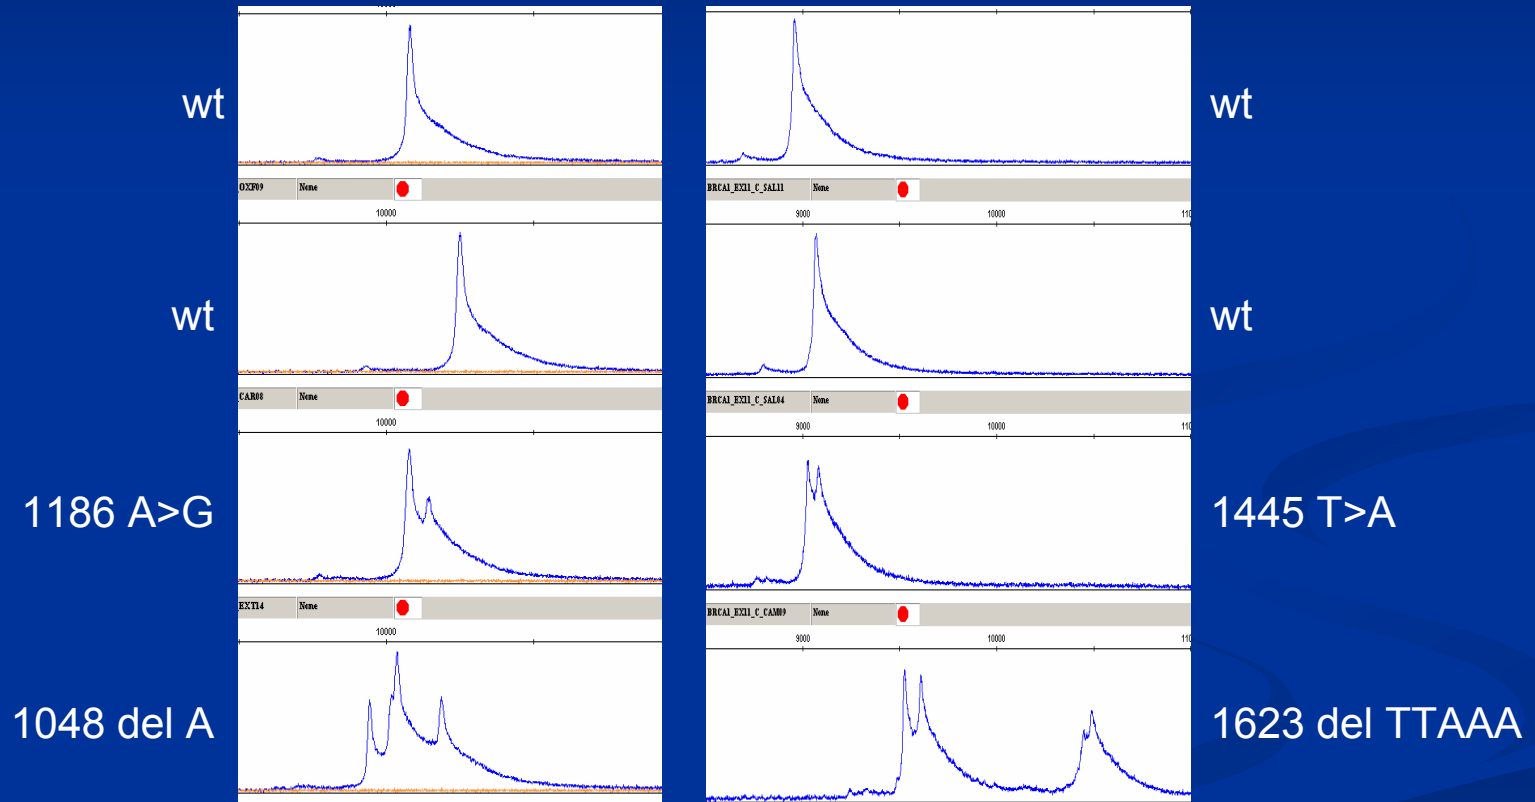 wt
OXF09 None
10000
wt
CAR08 None
10000
1186 A>G
EXT14 None
10000
1048 del A
wt
BRCA1_EX11_C_SAL11 None
9000 10000
wt
BRCA1_EX11_C_SAL04 None
9000 10000
1445 T>A
BRCA1_EX11_C_CAM09 None
9000 10000
1623 del TTAAA